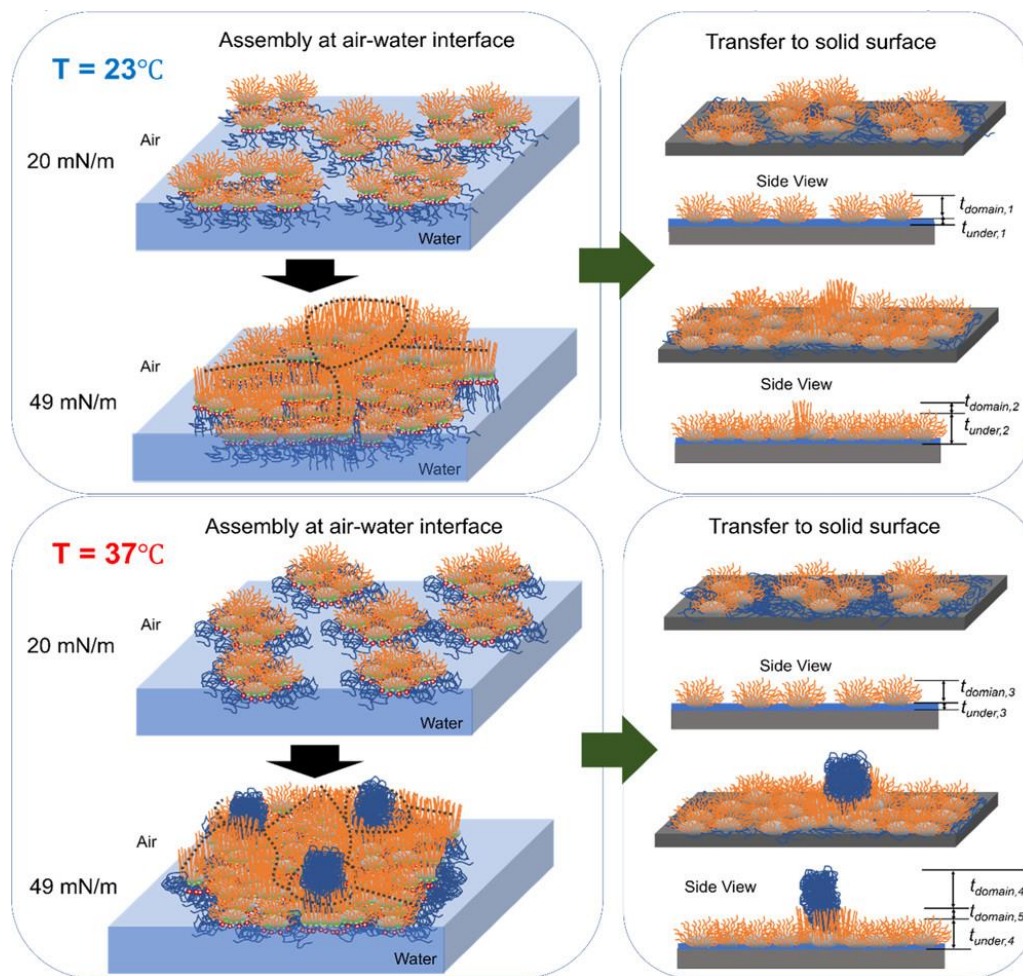 Assembly at air-water interface
T = 23°C
Air
20 mN/m
Water
Air
49 mN/m
Water
Transfer to solid surface
Side View
t_domain,1
t_under,1
Side View
t_domain,2
t_under,2
Assembly at air-water interface
T = 37°C
20 mN/m
Air
Water
Air
49 mN/m
Water
Transfer to solid surface
Side View
t_domian,3
t_under,3
Side View
t_domain,4
t_domain,5
t_under,4